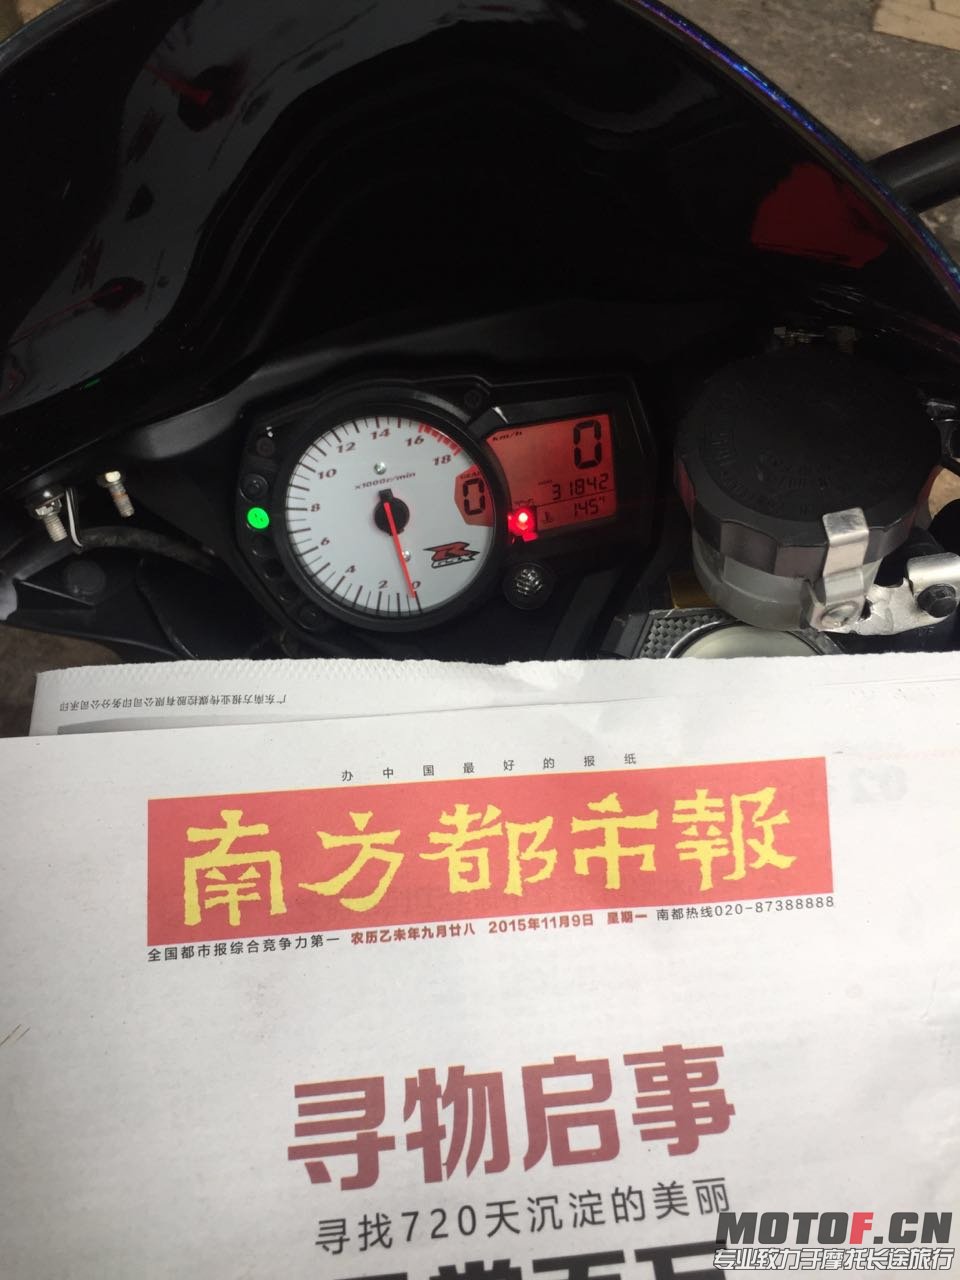 14
12
16
10
18
x1000r/min
8
6
4
2
0
GEAR
0
R
GSX
km/h
0
31842
145
广东南方报业传媒控股有限公司印务分公司承印
办中国最好的报纸
南方都市報
全国都市报综合竞争力第一 农历乙未年九月廿八 2015年11月9日 星期一 南都热线020-87388888
寻物启事
寻找720天沉淀的美丽
MOTOF.CN
专业致力于摩托长途旅行